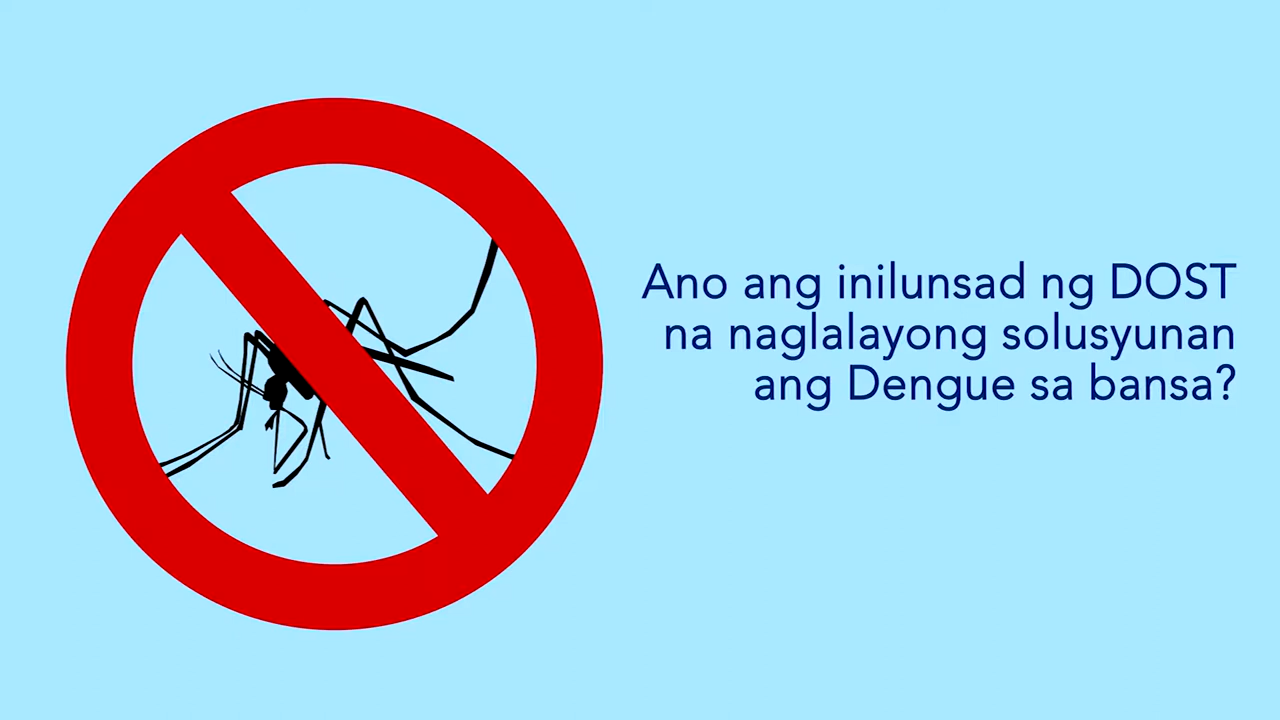 Ano ang inilunsad ng DOST
na naglalayong solusyunan
ang Dengue sa bansa?